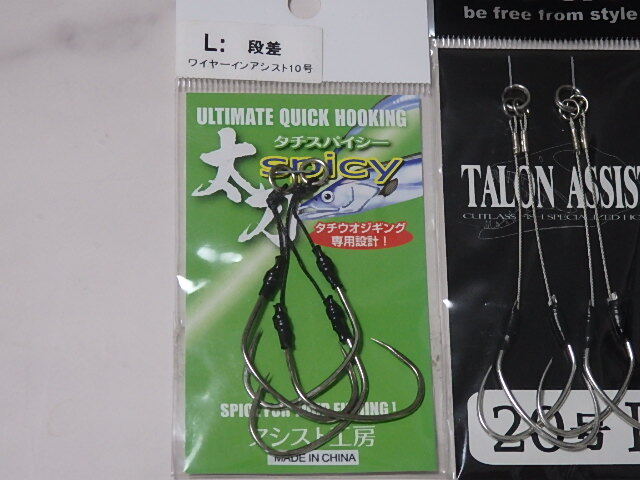 L: 段差
ワイヤーインアシスト10号
ULTIMATE QUICK HOOKING
タチスパイシー
太刀
spicy
タチウオジギング
専用設計!
アシスト工房
MADE IN CHINA
be free from style
TALON ASSIST
20号